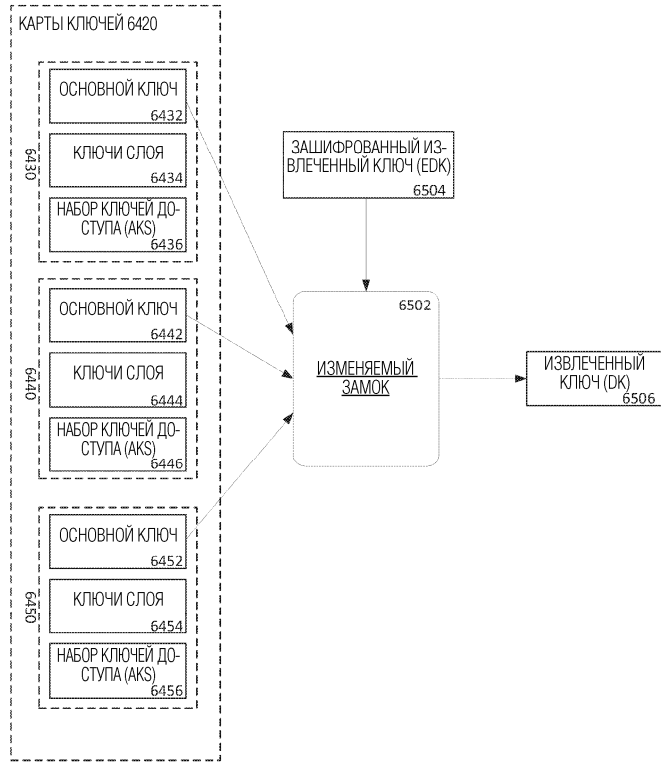 КАРТЫ КЛЮЧЕЙ 6420
6430
ОСНОВНОЙ КЛЮЧ
6432
КЛЮЧИ СЛОЯ
6434
НАБОР КЛЮЧЕЙ ДО-
СТУПА (AKS)
6436
6440
ОСНОВНОЙ КЛЮЧ
6442
КЛЮЧИ СЛОЯ
6444
НАБОР КЛЮЧЕЙ ДО-
СТУПА (AKS)
6446
6450
ОСНОВНОЙ КЛЮЧ
6452
КЛЮЧИ СЛОЯ
6454
НАБОР КЛЮЧЕЙ ДО-
СТУПА (AKS)
6456
ЗАШИФРОВАННЫЙ ИЗ-
ВЛЕЧЕННЫЙ КЛЮЧ (EDK)
6504
6502
ИЗМЕНЯЕМЫЙ
ЗАМОК
ИЗВЛЕЧЕННЫЙ
КЛЮЧ (DK)
6506